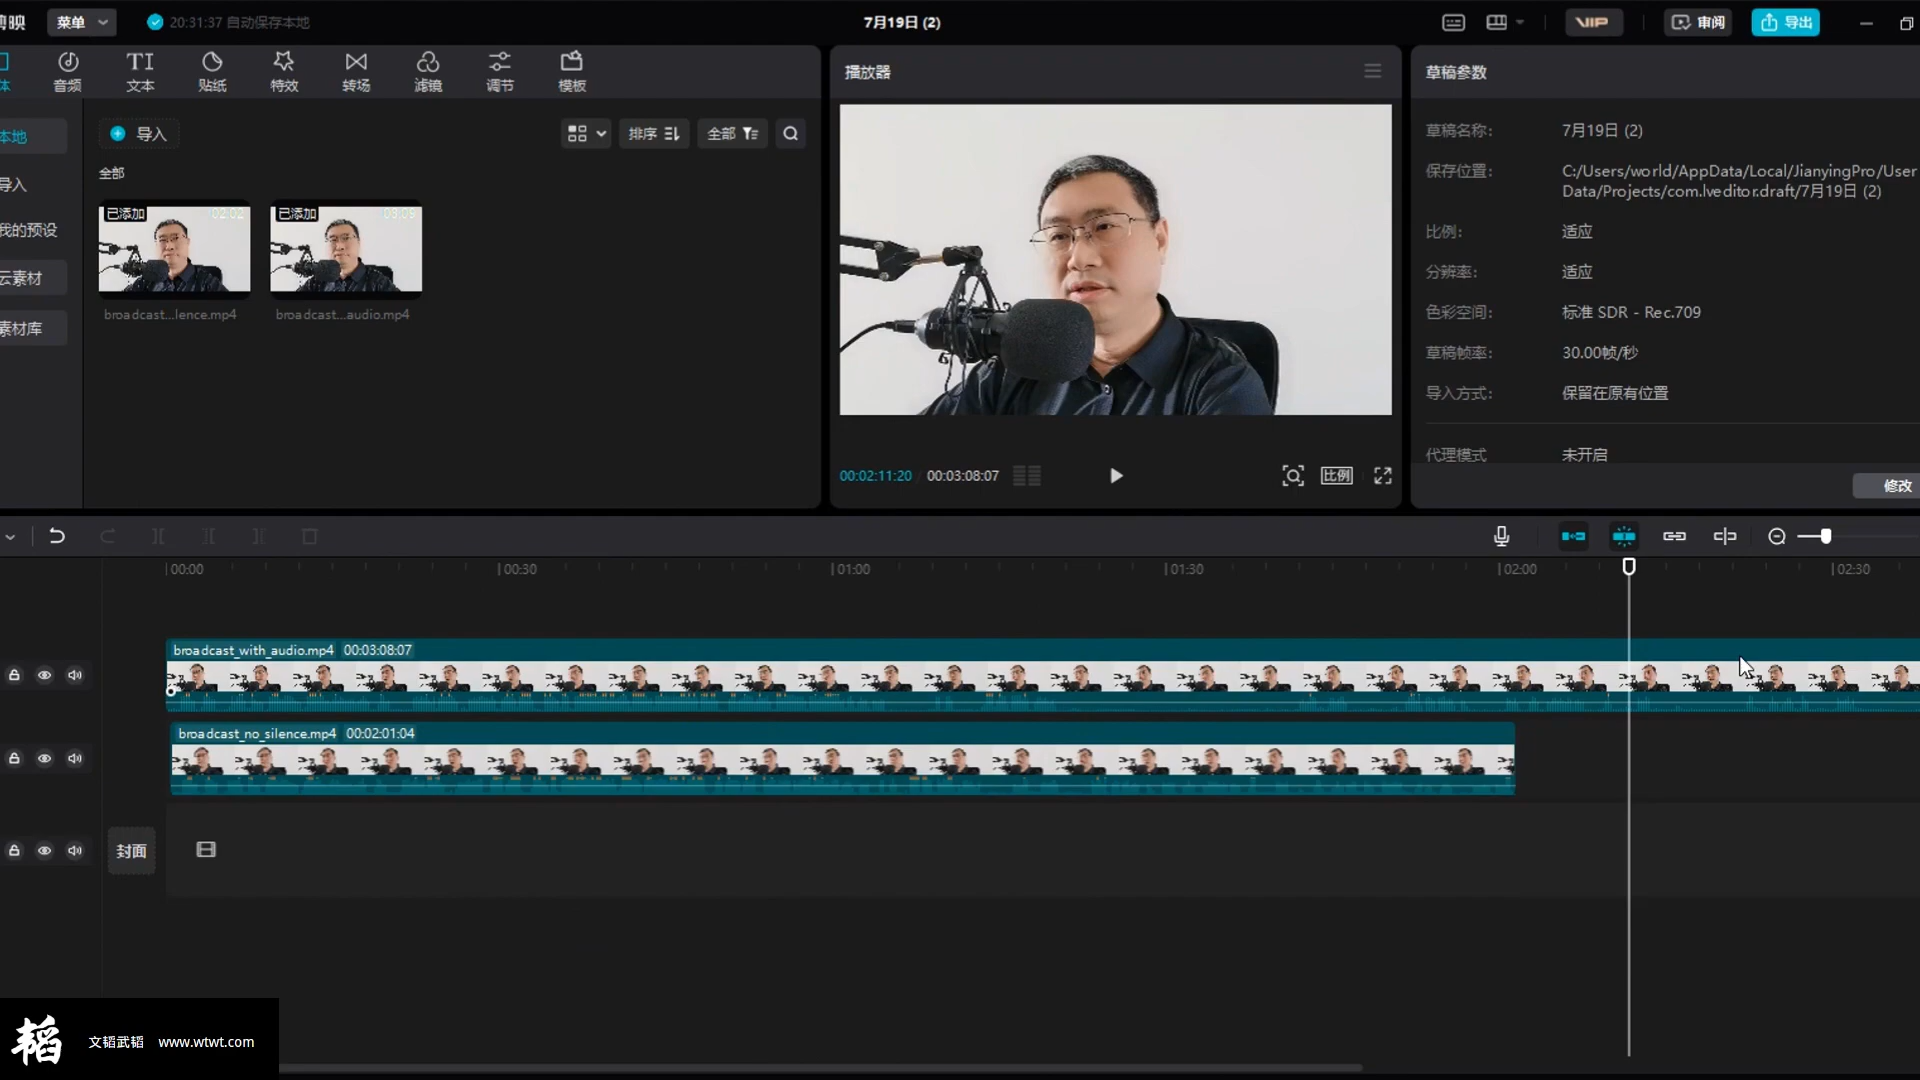 菜单
20:31:37 自动保存本地
7月19日 (2)
VIP
审阅
导出
音频
文本
贴纸
特效
转场
滤镜
调节
模板
本地
导入
我的预设
云素材
素材库
导入
排序
全部
全部
已添加
02:02
已添加
03:09
broadcast...lence.mp4
broadcast...audio.mp4
播放器
00:02:11:20 / 00:03:08:07
比例
草稿参数
草稿名称: 7月19日 (2)
保存位置: C:/Users/world/AppData/Local/JianyingPro/User
Data/Projects/com.lveditor.draft/7月19日 (2)
比例: 适应
分辨率: 适应
色彩空间: 标准 SDR - Rec.709
草稿帧率: 30.00帧/秒
导入方式: 保留在原有位置
代理模式 未开启
修改
00:00
00:30
01:00
01:30
02:00
02:30
broadcast_with_audio.mp4 00:03:08:07
broadcast_no_silence.mp4 00:02:01:04
封面
韬
文韬武韬 www.wtwt.com